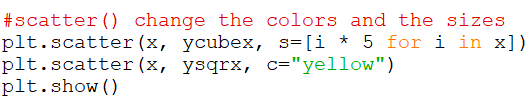 #scatter() change the colors and the sizes
plt.scatter(x, ycubex, s=[i * 5 for i in x])
plt.scatter(x, ysqrx, c="yellow")
plt.show()